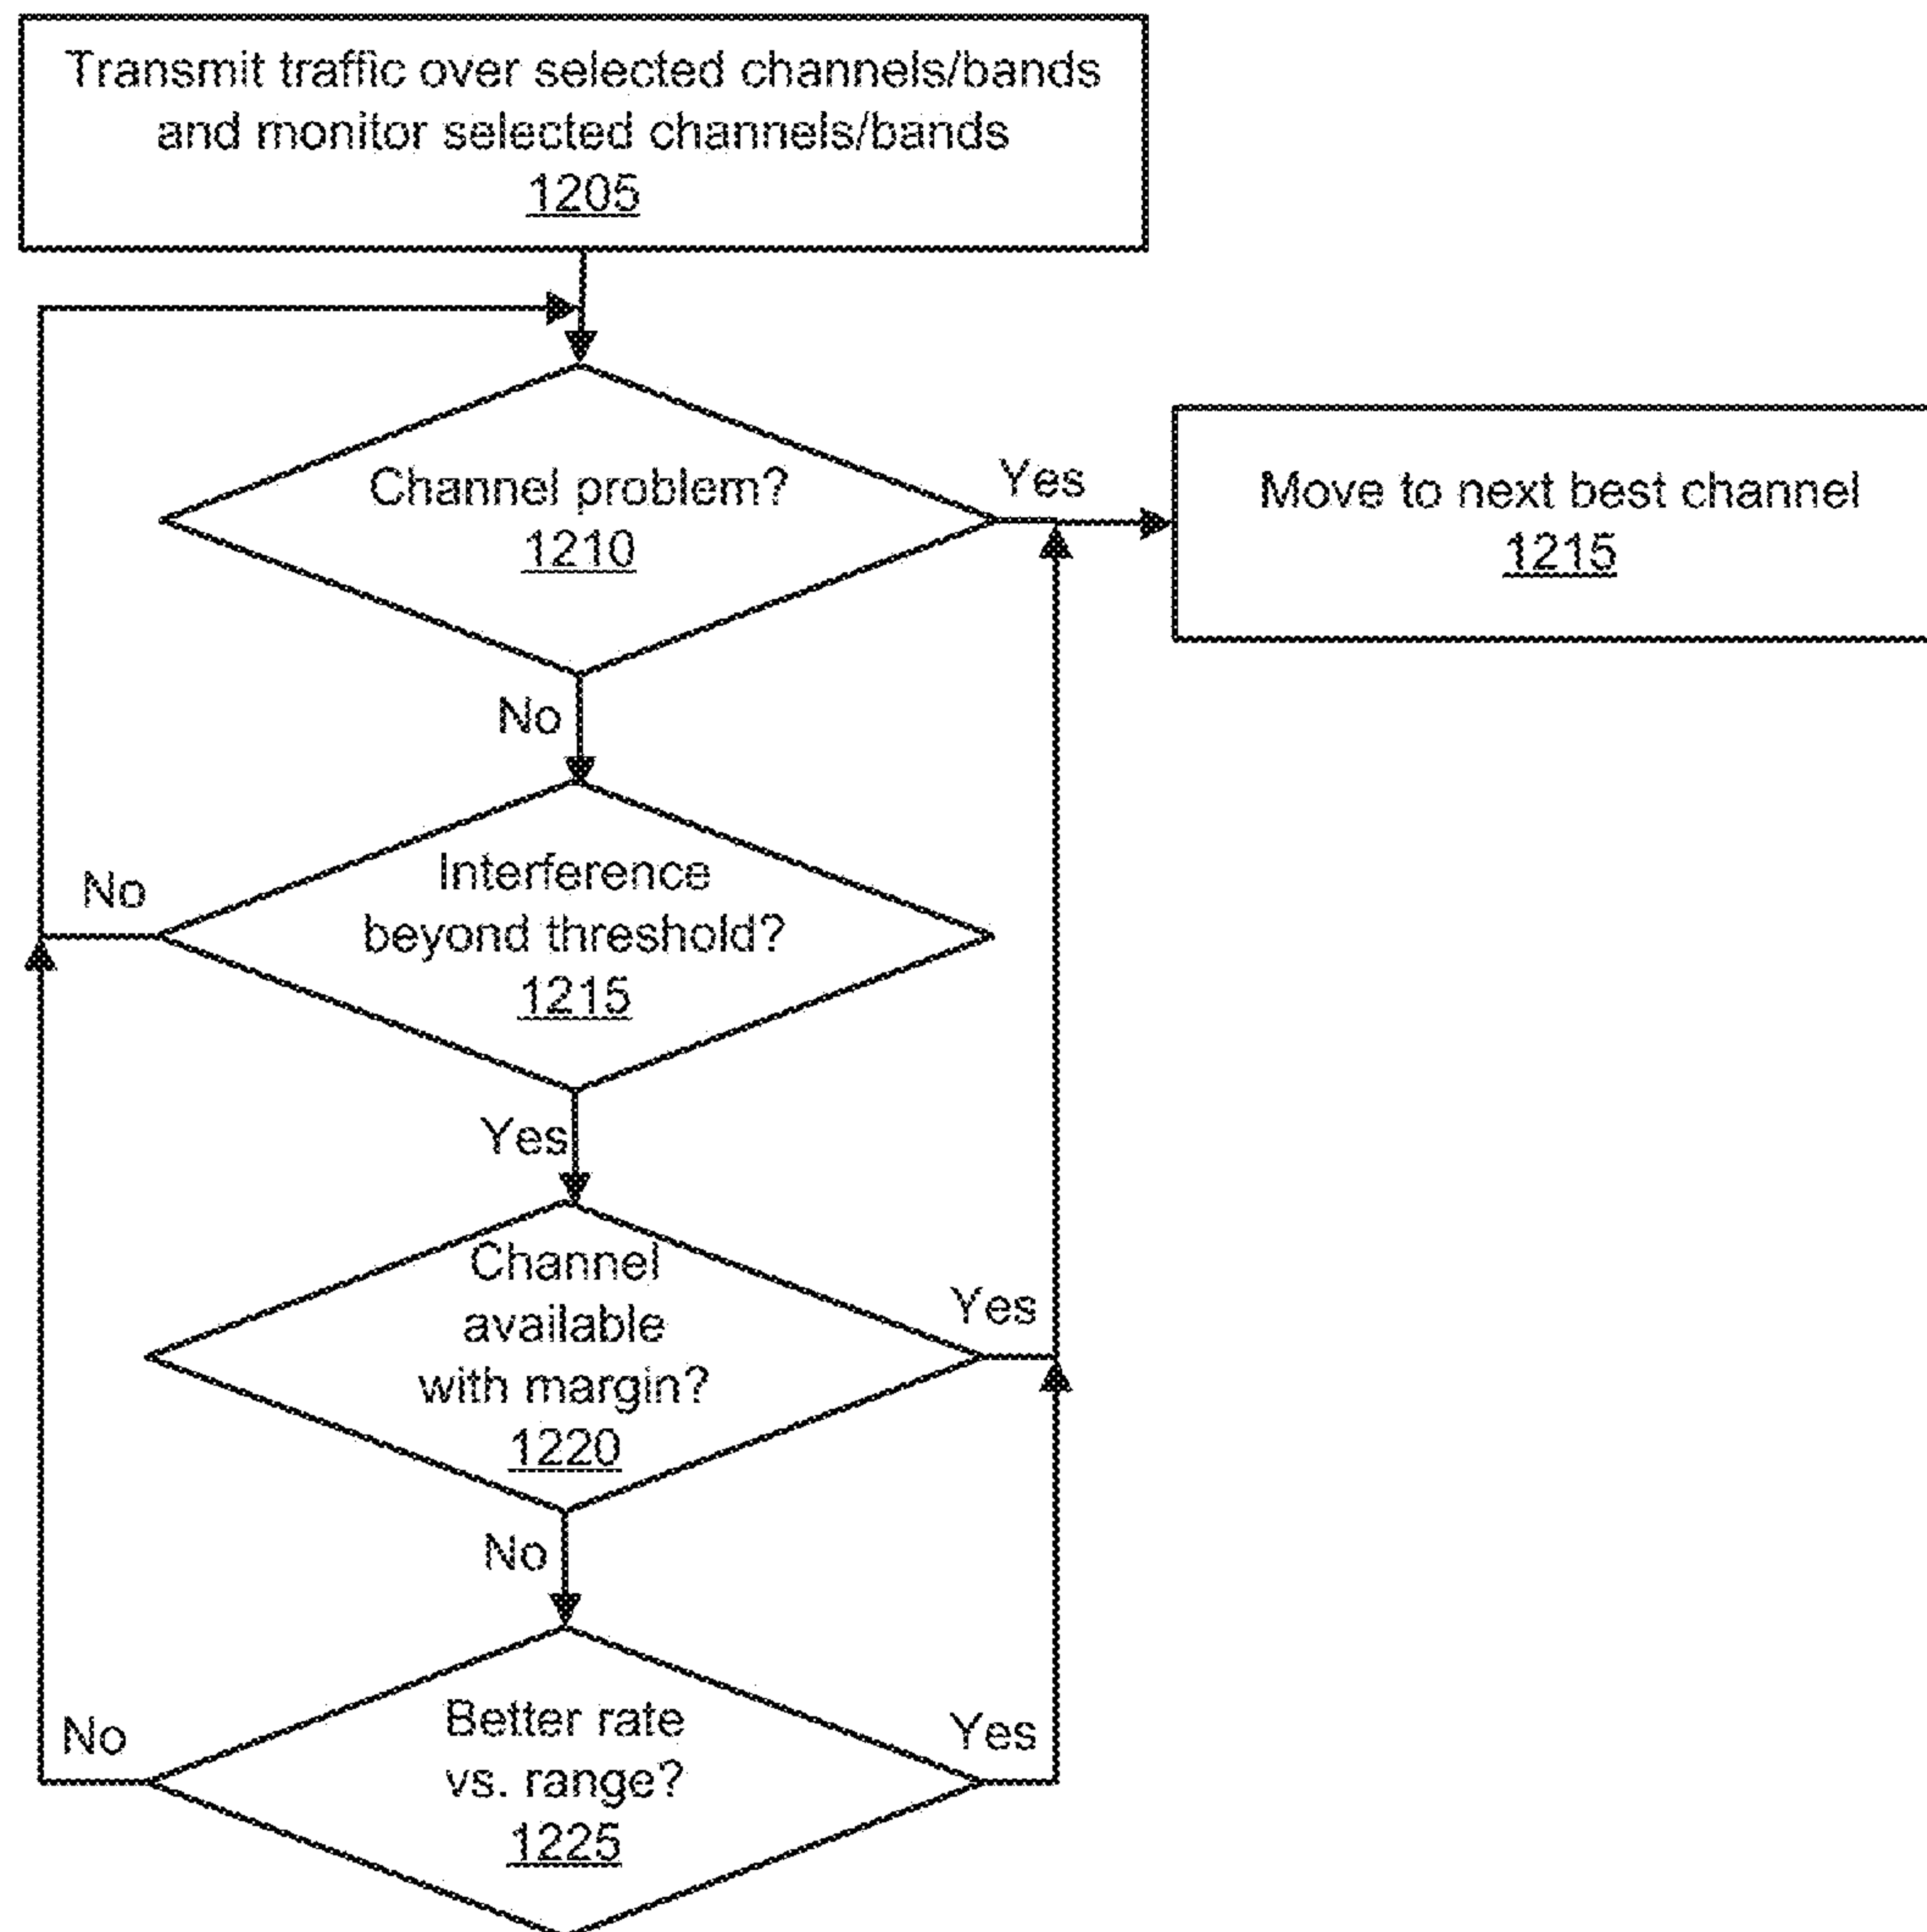 Transmit traffic over selected channels/bands
and monitor selected channels/bands
1205
Channel problem?
1210
Yes
Move to next best channel
1215
No
Interference
beyond threshold?
1215
No
Yes
Channel
available
with margin?
1220
Yes
No
Better rate
vs. range?
1225
No
Yes